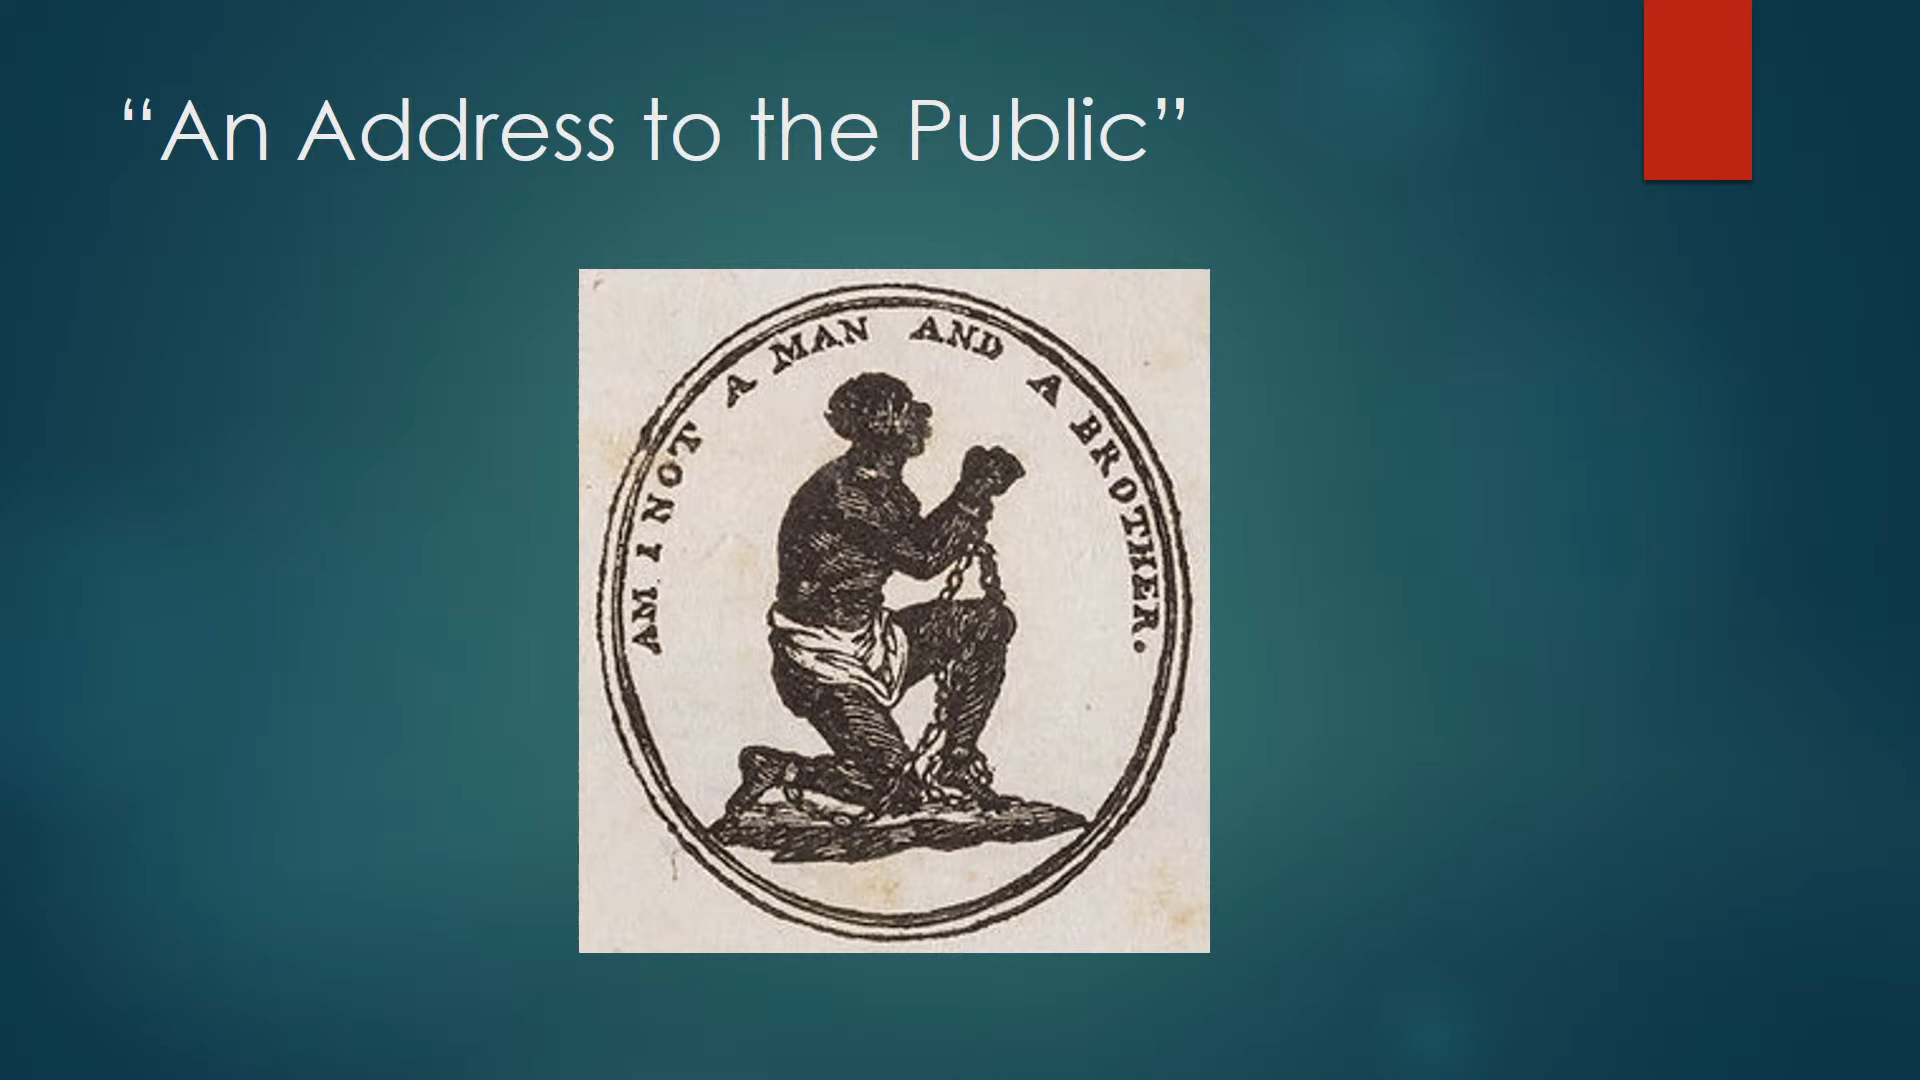 “An Address to the Public”
AM I NOT A MAN AND A BROTHER.